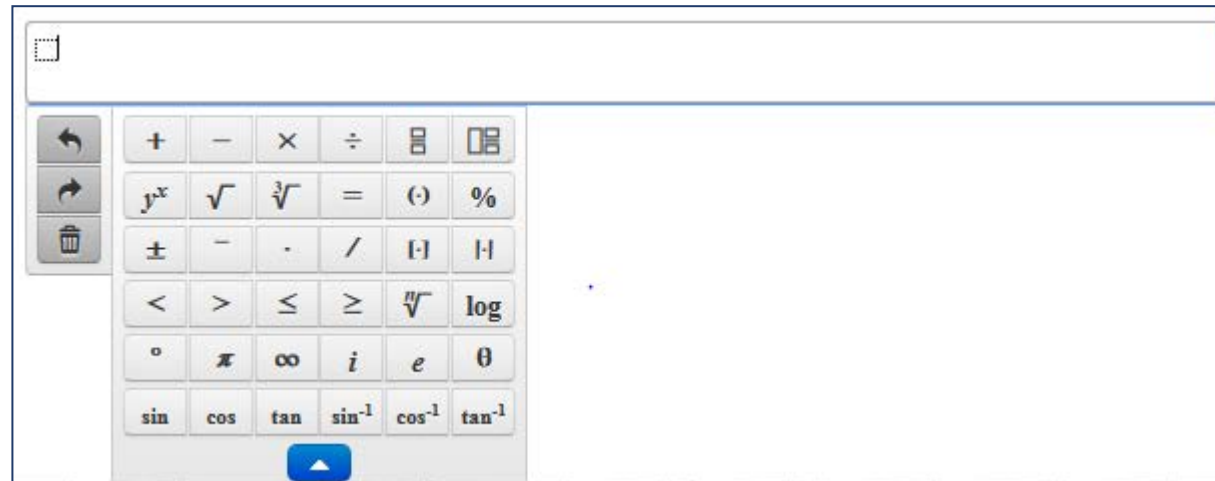 + − × ÷
yˣ √ ∛ = (·) %
± − · / [·] |·|
< > ≤ ≥ ⁿ√ log
° π ∞ i e θ
sin cos tan sin⁻¹ cos⁻¹ tan⁻¹